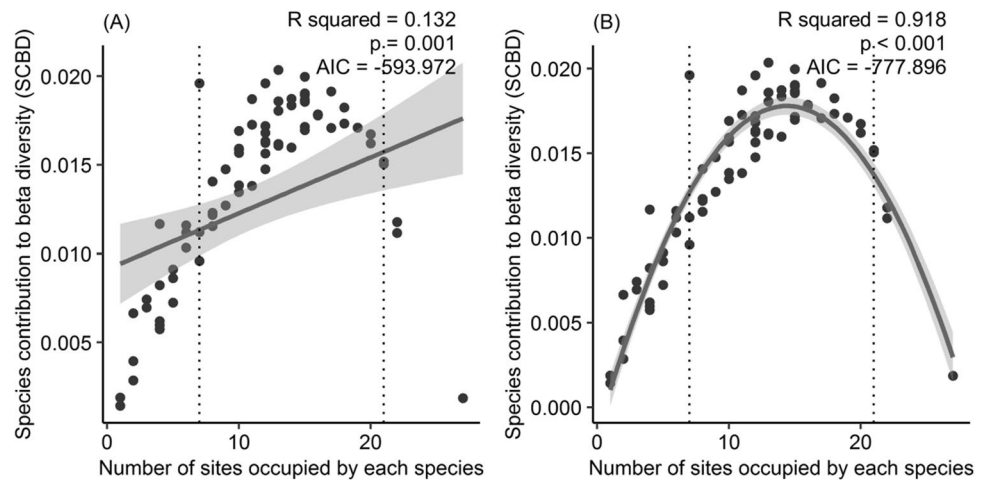 (A)
R squared = 0.132
p = 0.001
AIC = -593.972
Species contribution to beta diversity (SCBD)
0.020
0.015
0.010
0.005
0 10 20
Number of sites occupied by each species
(B)
R squared = 0.918
p < 0.001
AIC = -777.896
Species contribution to beta diversity (SCBD)
0.020
0.015
0.010
0.005
0.000
0 10 20
Number of sites occupied by each species